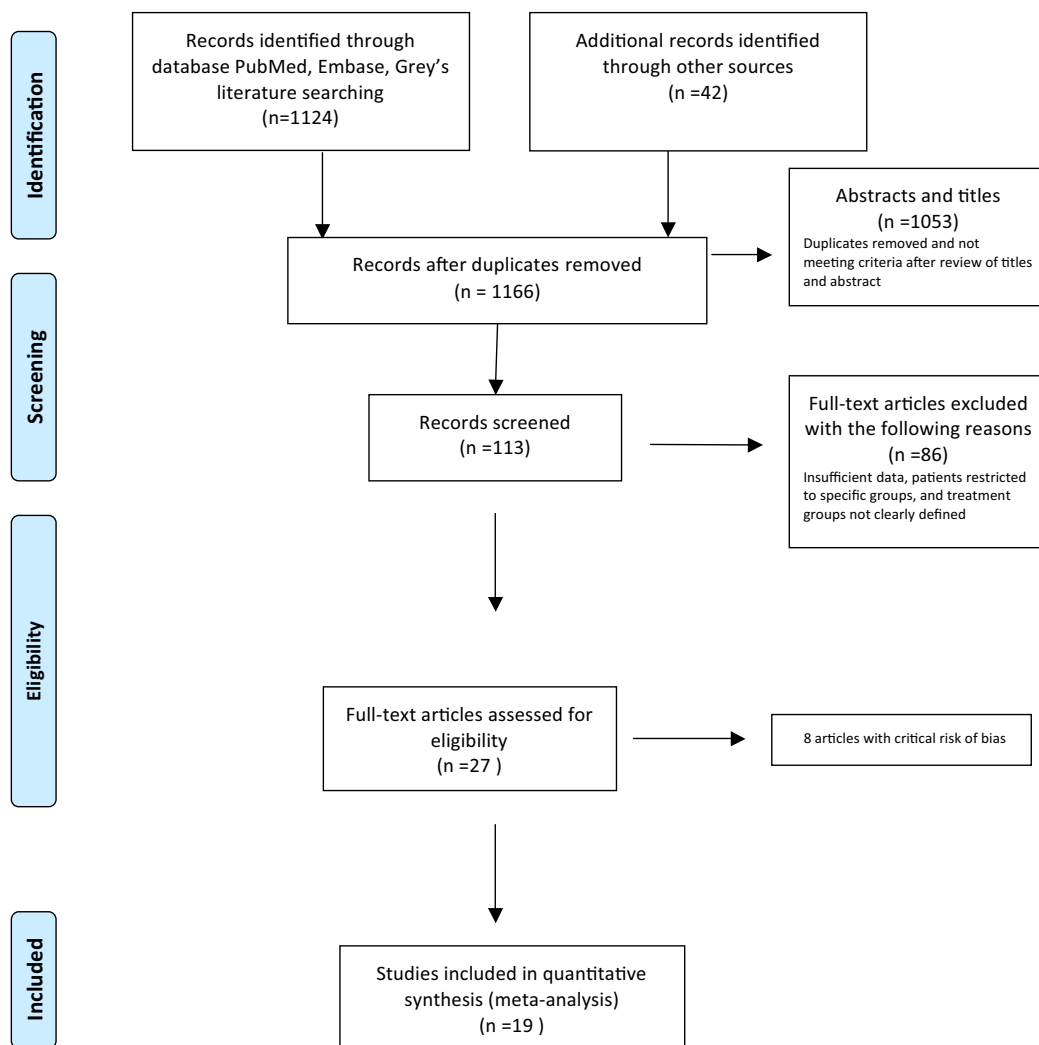 Identification
Records identified through
database PubMed, Embase, Grey’s
literature searching
(n=1124)
Additional records identified
through other sources
(n =42)
Abstracts and titles
(n =1053)
Duplicates removed and not
meeting criteria after review of titles
and abstract
Records after duplicates removed
(n = 1166)
Screening
Records screened
(n =113)
Full-text articles excluded
with the following reasons
(n =86)
Insufficient data, patients restricted
to specific groups, and treatment
groups not clearly defined
Eligibility
Full-text articles assessed for
eligibility
(n =27 )
8 articles with critical risk of bias
Included
Studies included in quantitative
synthesis (meta-analysis)
(n =19 )